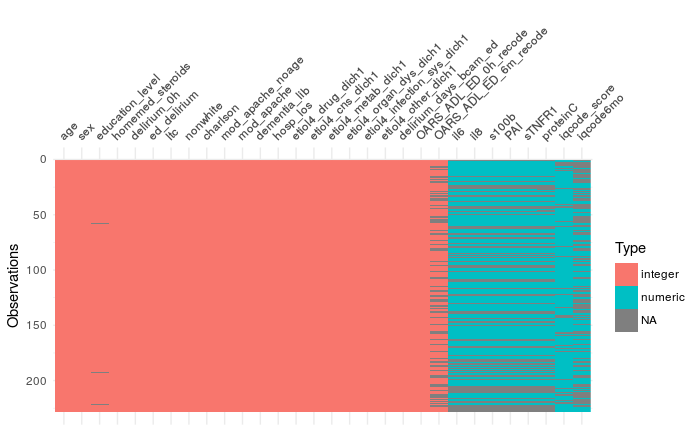 age
sex
education_level
homemed_steroids
delirium_0h
ed_delirium
ltc
nonwhite
charlson
mod_apache_noage
mod_apache
dementia_lib
hosp_los
etiol4_drug_dich1
etiol4_cns_dich1
etiol4_metab_dich1
etiol4_organ_dys_dich1
etiol4_infection_sys_dich1
etiol4_other_dich1
delirium_days_bcam_ed
OARS_ADL_ED_0h_recode
OARS_ADL_ED_6m_recode
il6
il8
s100b
PAI
sTNFR1
proteinC
iqcode_score
iqcode6mo
0
50
100
150
200
Observations
Type
integer
numeric
NA